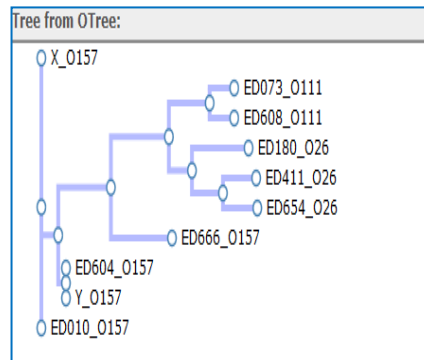 Tree from OTree:
X_O157
ED073_O111
ED608_O111
ED180_O26
ED411_O26
ED654_O26
ED666_O157
ED604_O157
Y_O157
ED010_O157